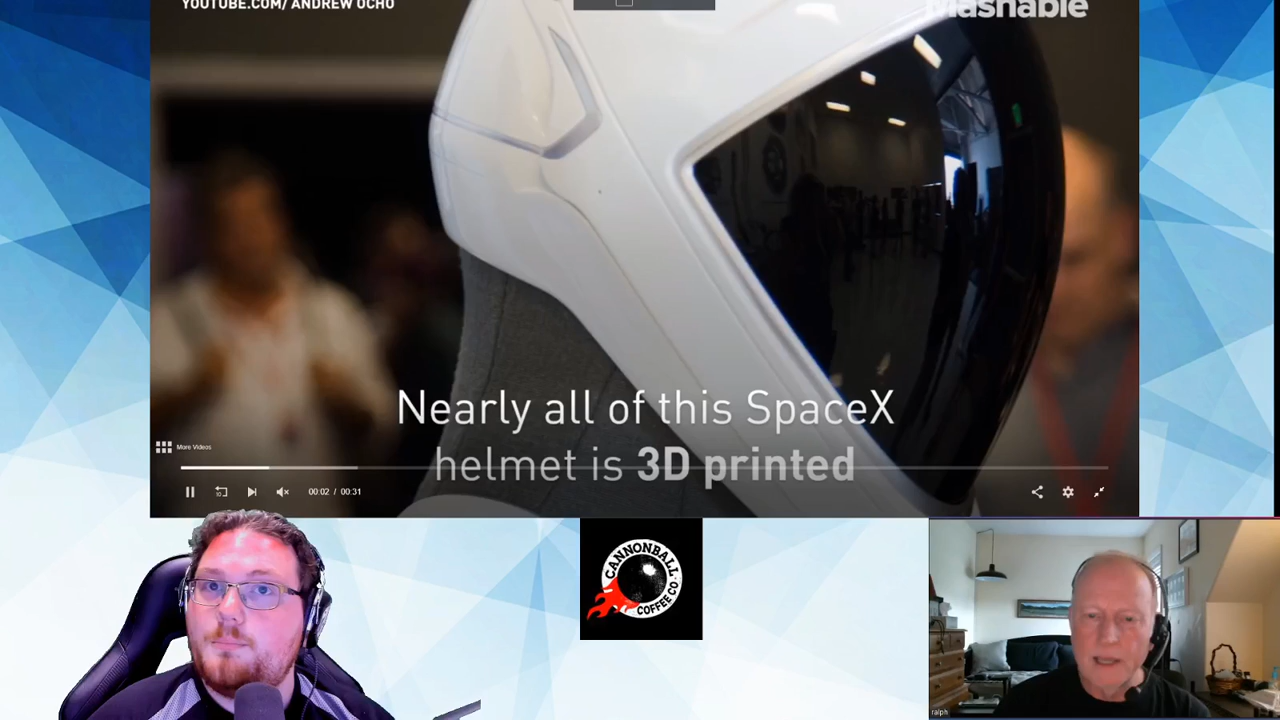 YOUTUBE.COM/ ANDREW OCHO
Mashable
Nearly all of this SpaceX
helmet is 3D printed
More Videos
10
00:02 / 00:31
CANNONBALL
COFFEE CO.
ralph